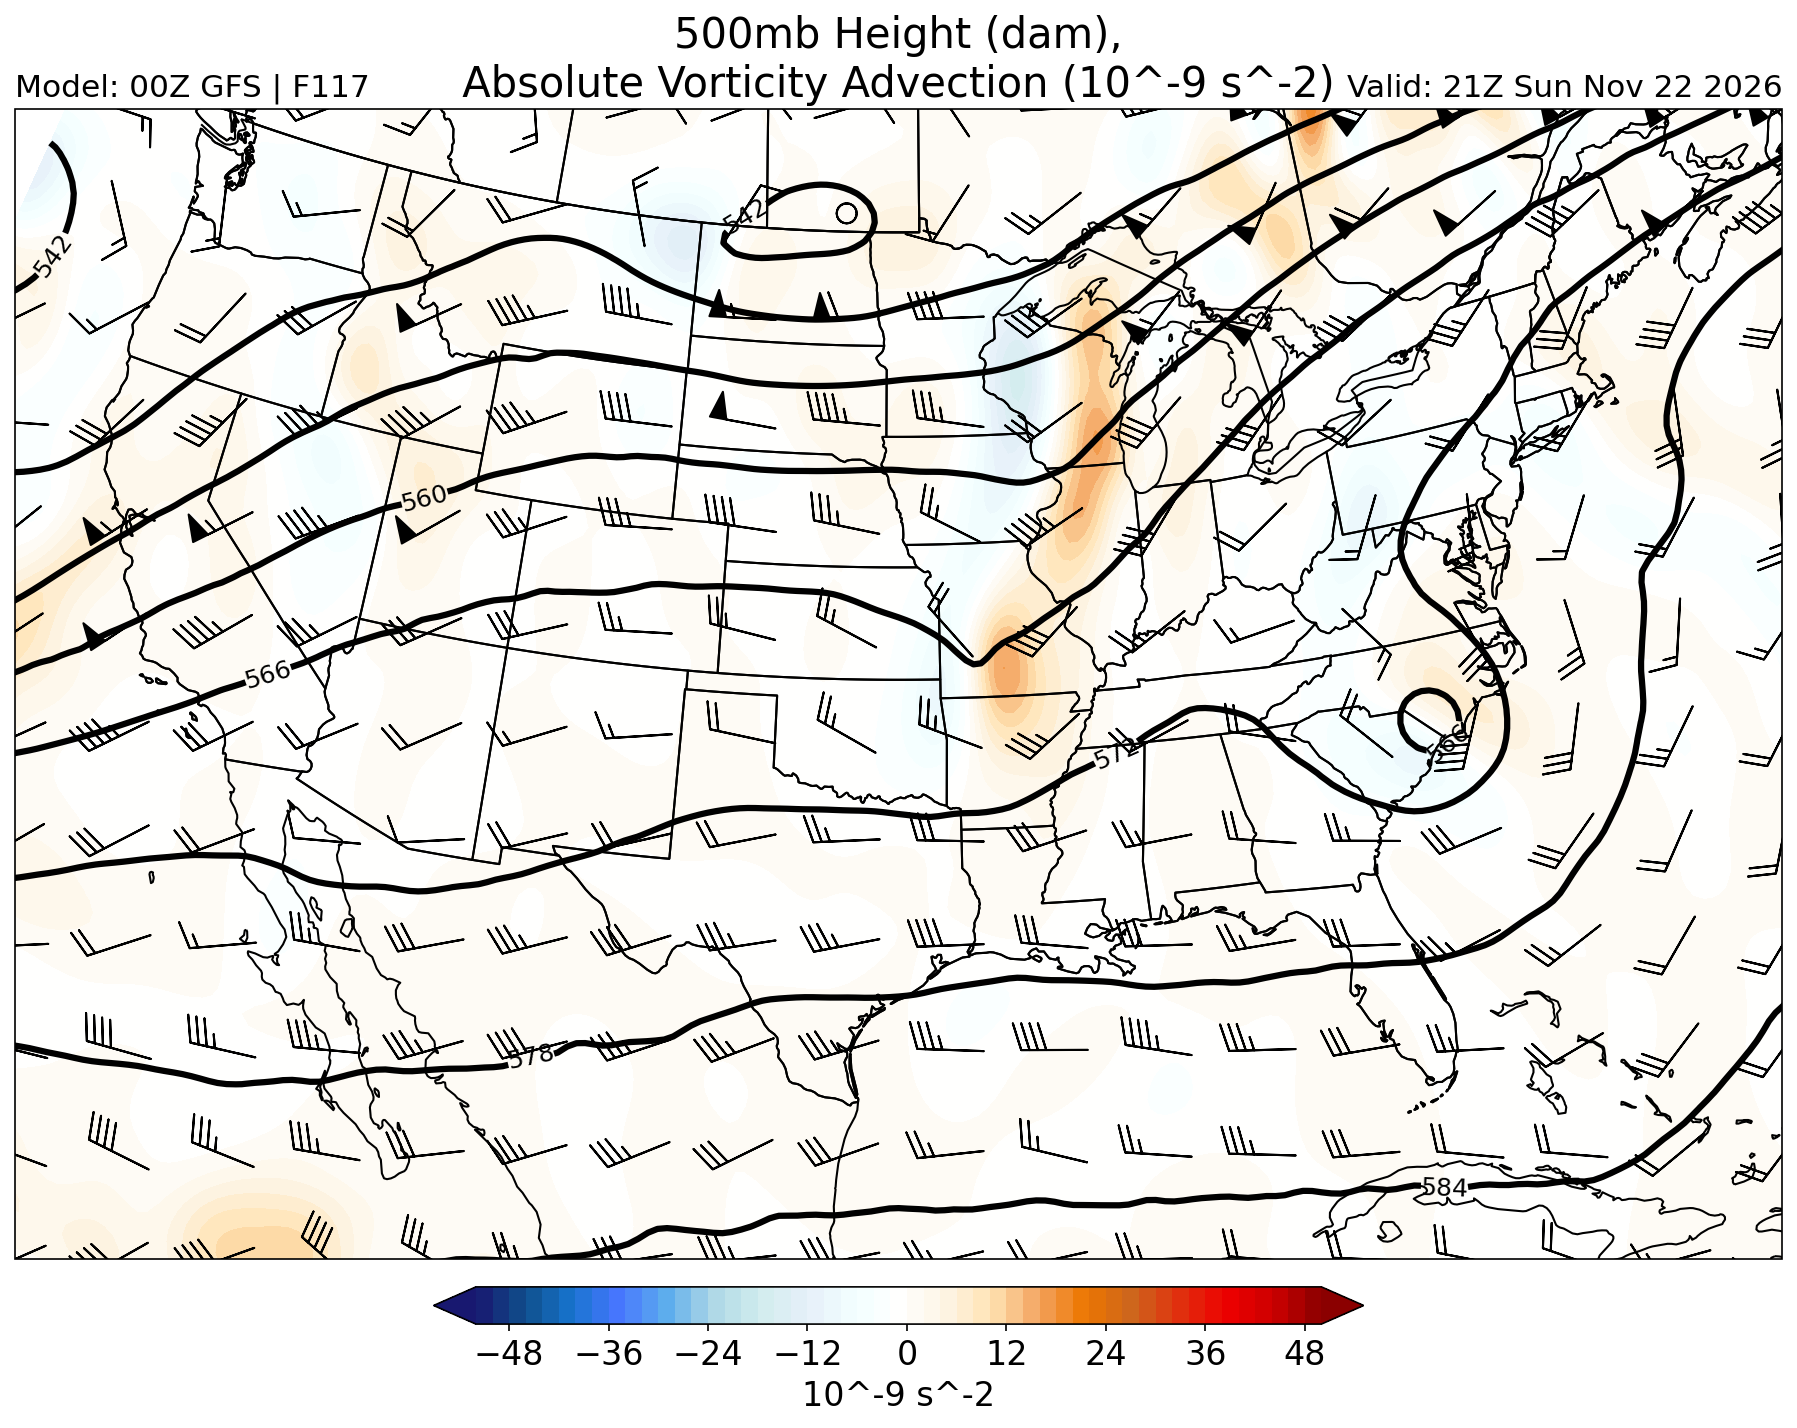 500mb Height (dam),
Model: 00Z GFS | F117
Absolute Vorticity Advection (10^-9 s^-2)
Valid: 21Z Sun Nov 22 2026
542
542
560
566
572
566
578
584
−48 −36 −24 −12 0 12 24 36 48
10^-9 s^-2